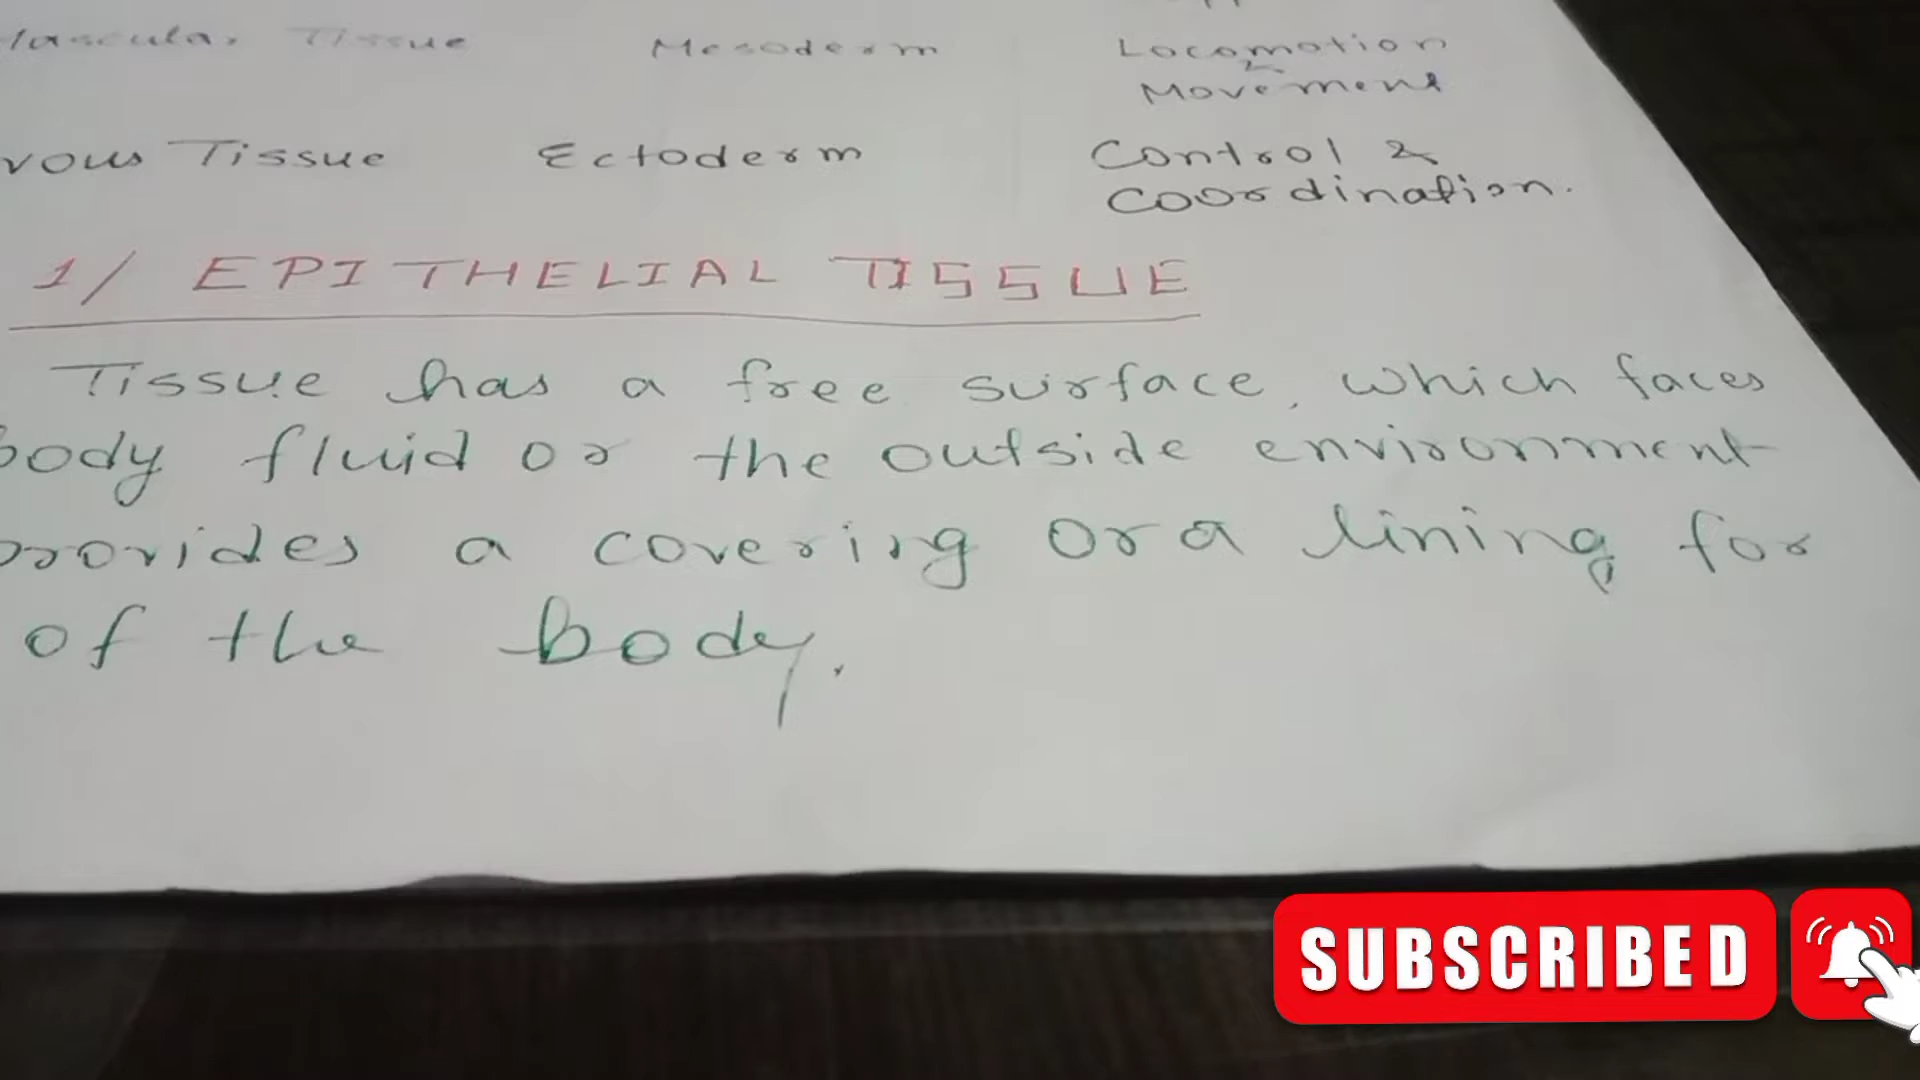 Tissue Mesoderm Locomotion
&
Movement
vous Tissue Ectoderm Control &
Coordination.
1/ EPITHELIAL TISSUE
Tissue has a free surface, which faces
body fluid or the outside environment
provides a covering or a lining for
of the body.
SUBSCRIBED